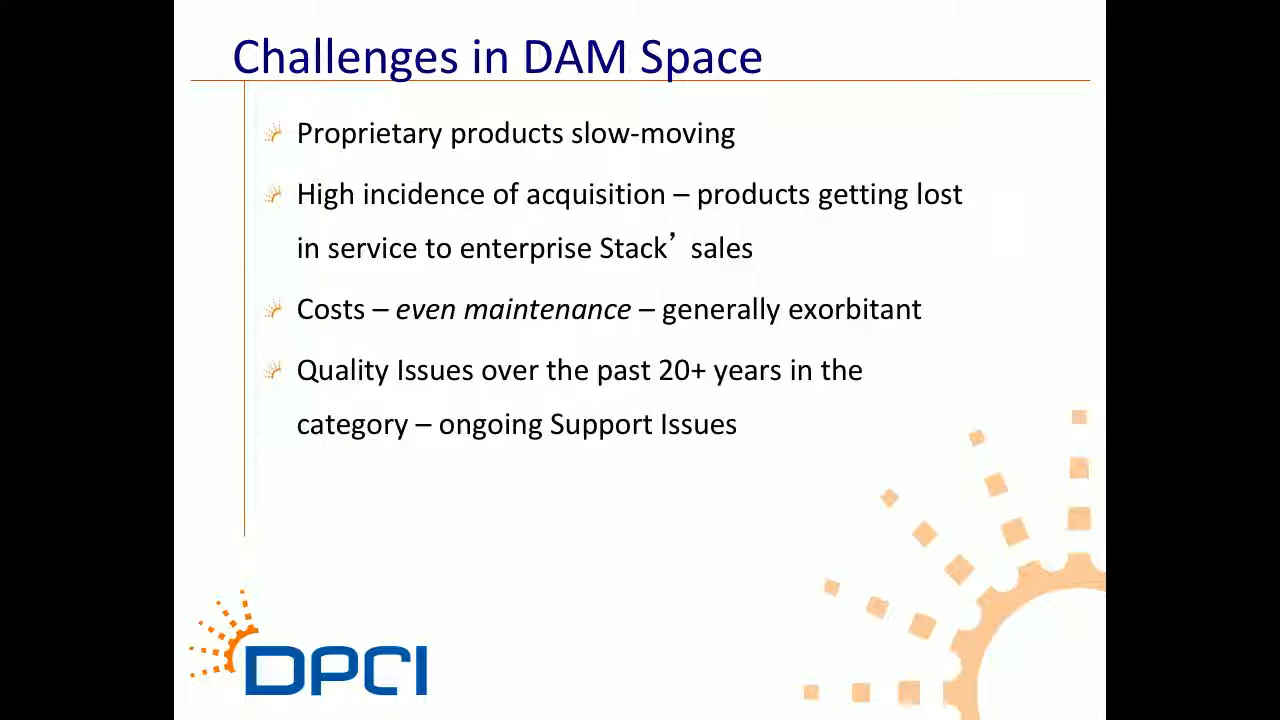 Challenges in DAM Space
Proprietary products slow-moving
High incidence of acquisition – products getting lost
in service to enterprise Stack’ sales
Costs – even maintenance – generally exorbitant
Quality Issues over the past 20+ years in the
category – ongoing Support Issues
DPCI